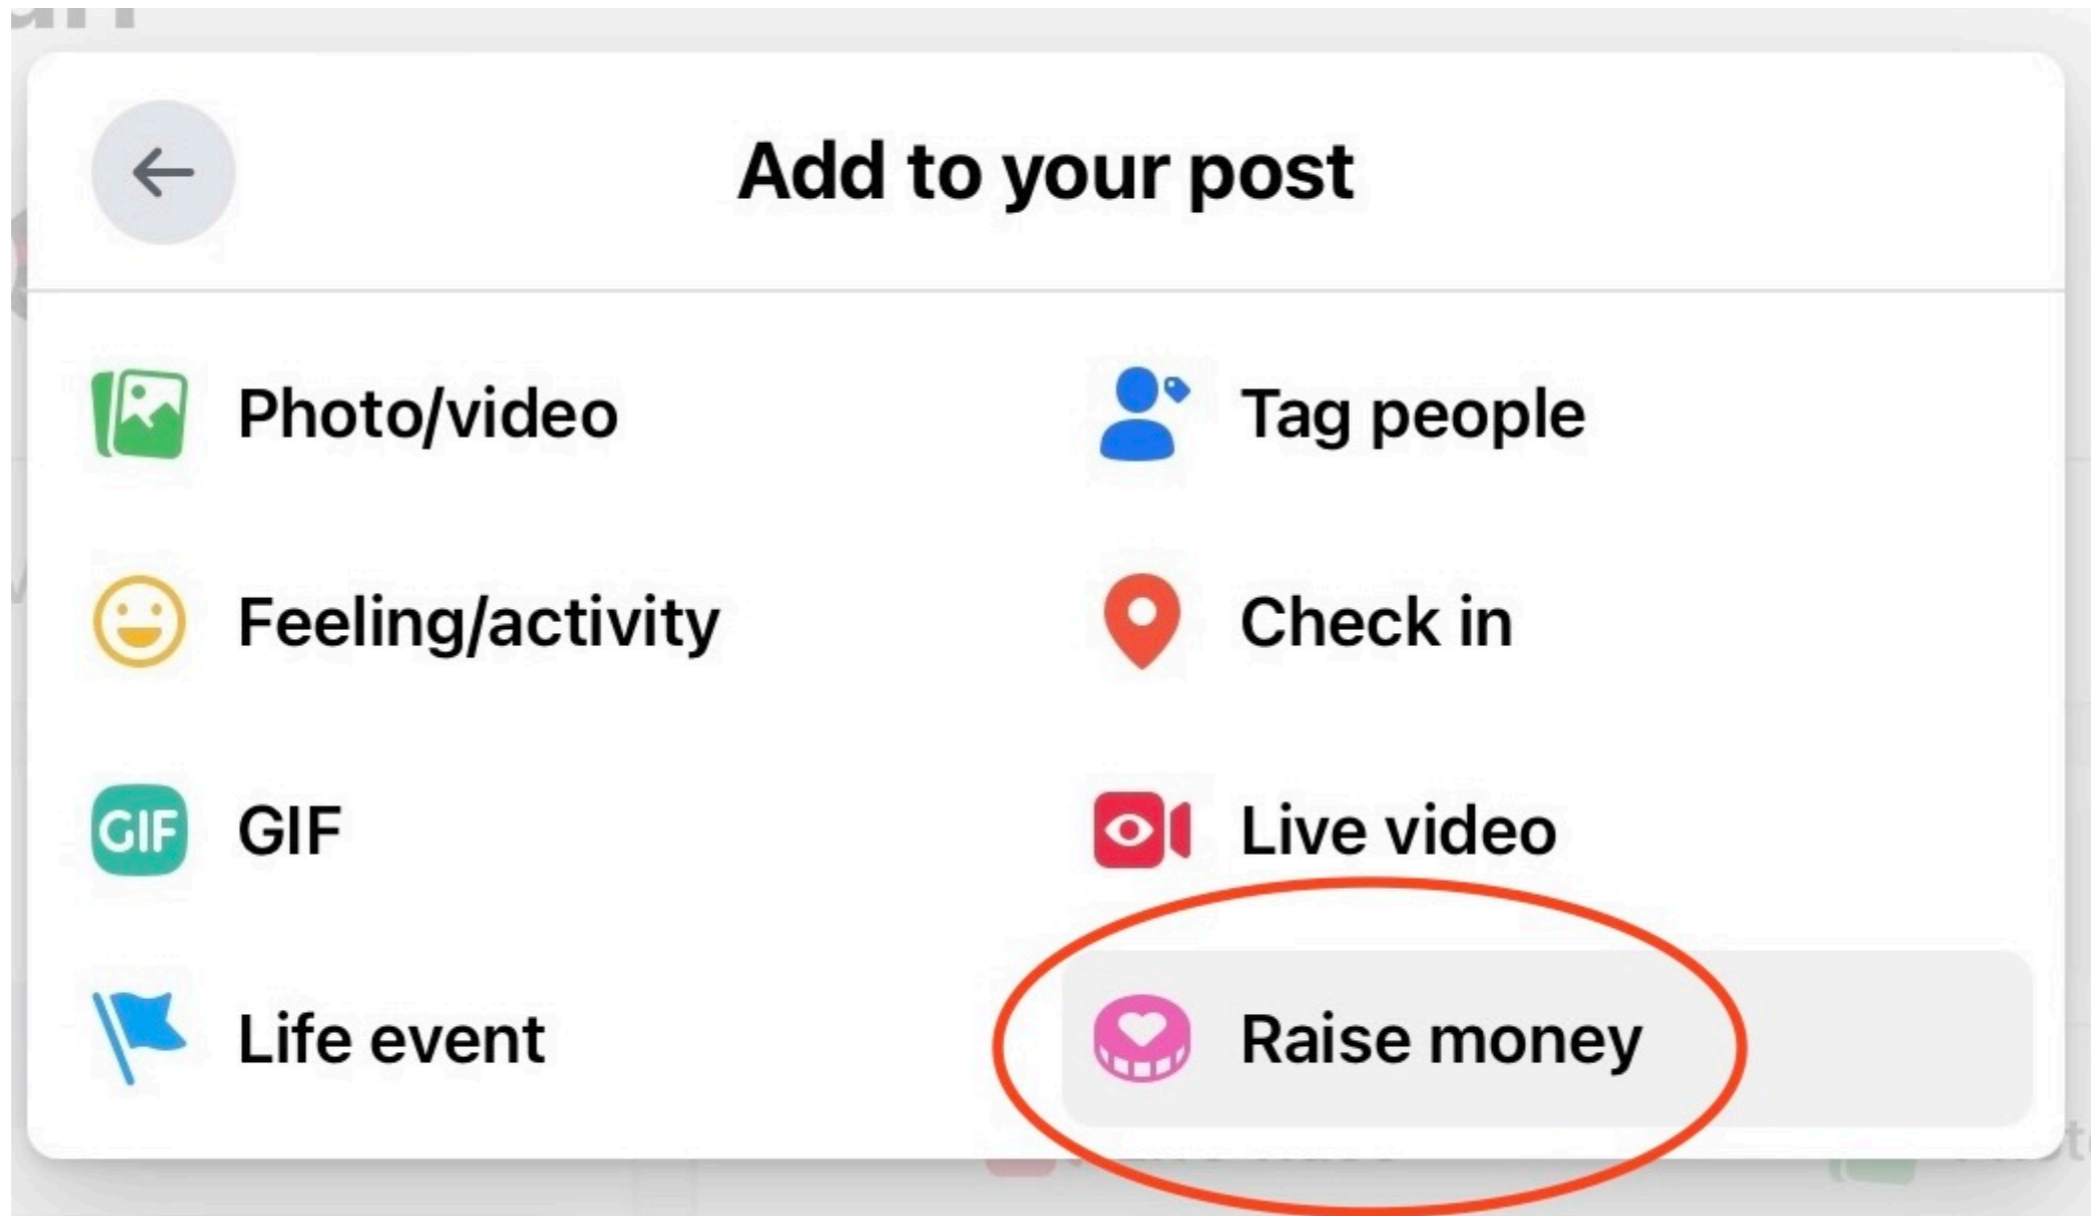 Add to your post
Photo/video
Tag people
Feeling/activity
Check in
GIF
GIF
Live video
Life event
Raise money